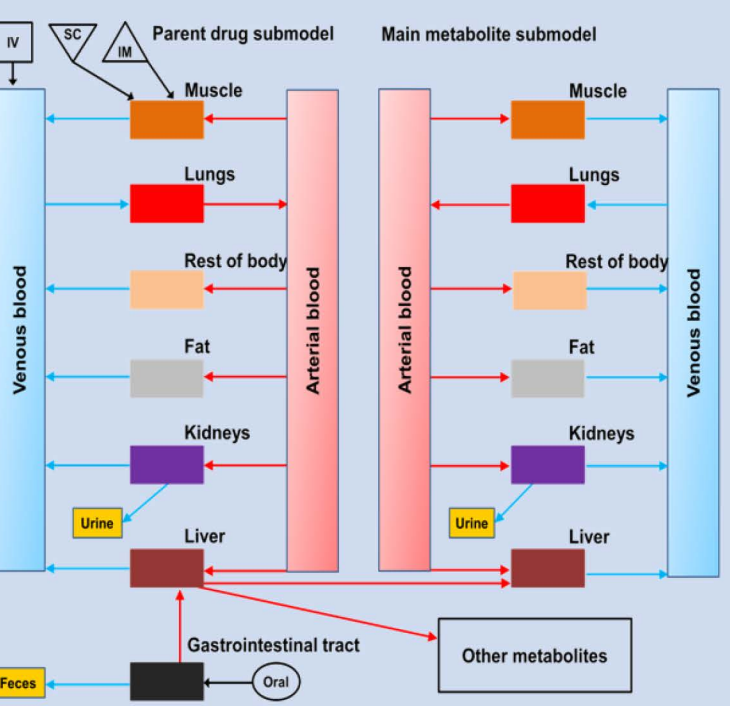 IV
SC
IM
Parent drug submodel
Main metabolite submodel
Muscle
Muscle
Lungs
Lungs
Rest of body
Rest of body
Venous blood
Arterial blood
Arterial blood
Venous blood
Fat
Fat
Kidneys
Kidneys
Urine
Urine
Liver
Liver
Gastrointestinal tract
Other metabolites
Feces
Oral